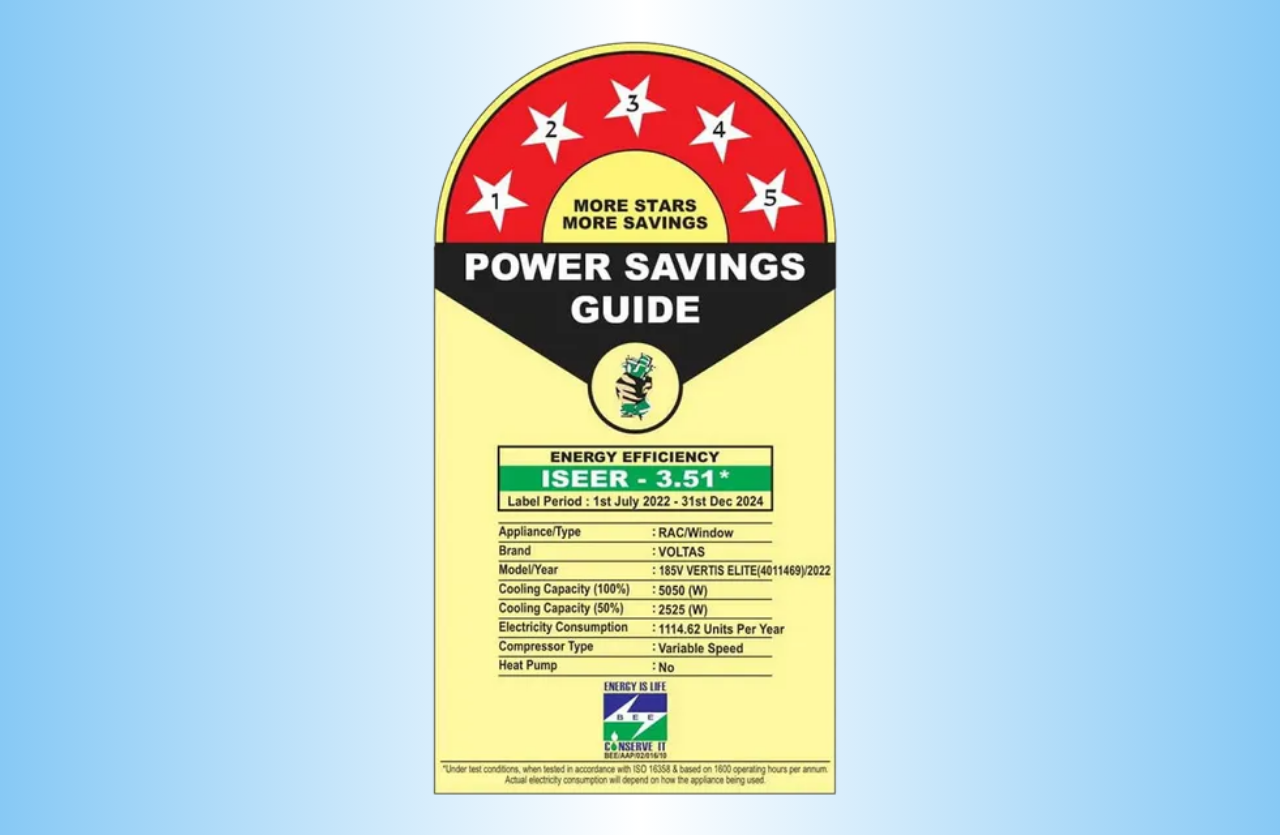 1 2 3 4 5
MORE STARS
MORE SAVINGS
POWER SAVINGS
GUIDE
ENERGY EFFICIENCY
ISEER - 3.51*
Label Period : 1st July 2022 - 31st Dec 2024
Appliance/Type : RAC/Window
Brand : VOLTAS
Model/Year : 185V VERTIS ELITE(4011469)/2022
Cooling Capacity (100%) : 5050 (W)
Cooling Capacity (50%) : 2525 (W)
Electricity Consumption : 1114.62 Units Per Year
Compressor Type : Variable Speed
Heat Pump : No
ENERGY IS LIFE
BEE
CONSERVE IT
BEE/AAP/02/016/10
*Under test conditions, when tested in accordance with ISO 16358 & based on 1600 operating hours per annum.
Actual electricity consumption will depend on how the appliance being used.